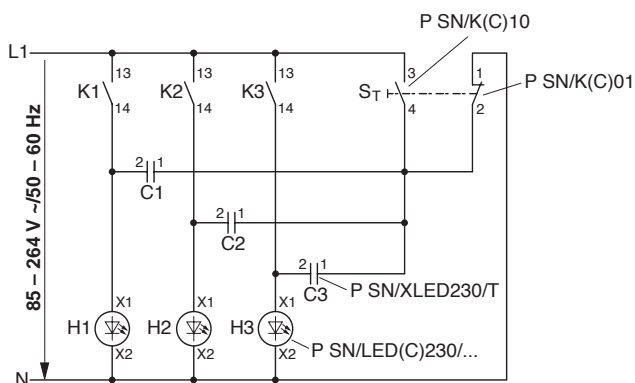 P SN/K(C)10
L1
13
13
13
3
1
K1
K2
K3
S T
P SN/K(C)01
14
14
14
4
2
85 – 264 V ~/50 – 60 Hz
2 1
C1
2 1
C2
2 1
C3
P SN/XLED230/T
X1
X1
X1
H1
H2
H3
P SN/LED(C)230/...
X2
X2
X2
N